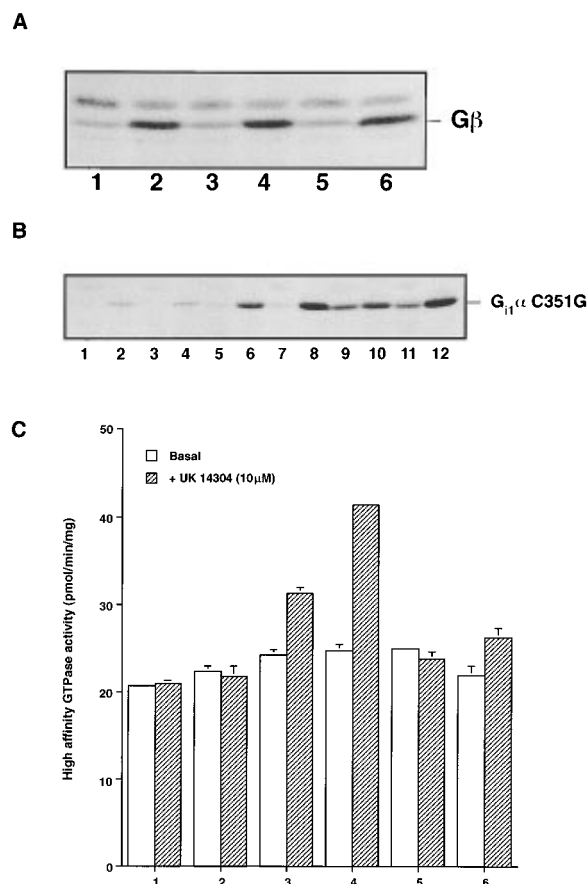 A
Gβ
1 2 3 4 5 6
B
Gi1α C351G
1 2 3 4 5 6 7 8 9 10 11 12
C
High affinity GTPase activity (pmol/min/mg)
50
40
30
20
10
0
Basal
+ UK 14304 (10µM)
1 2 3 4 5 6